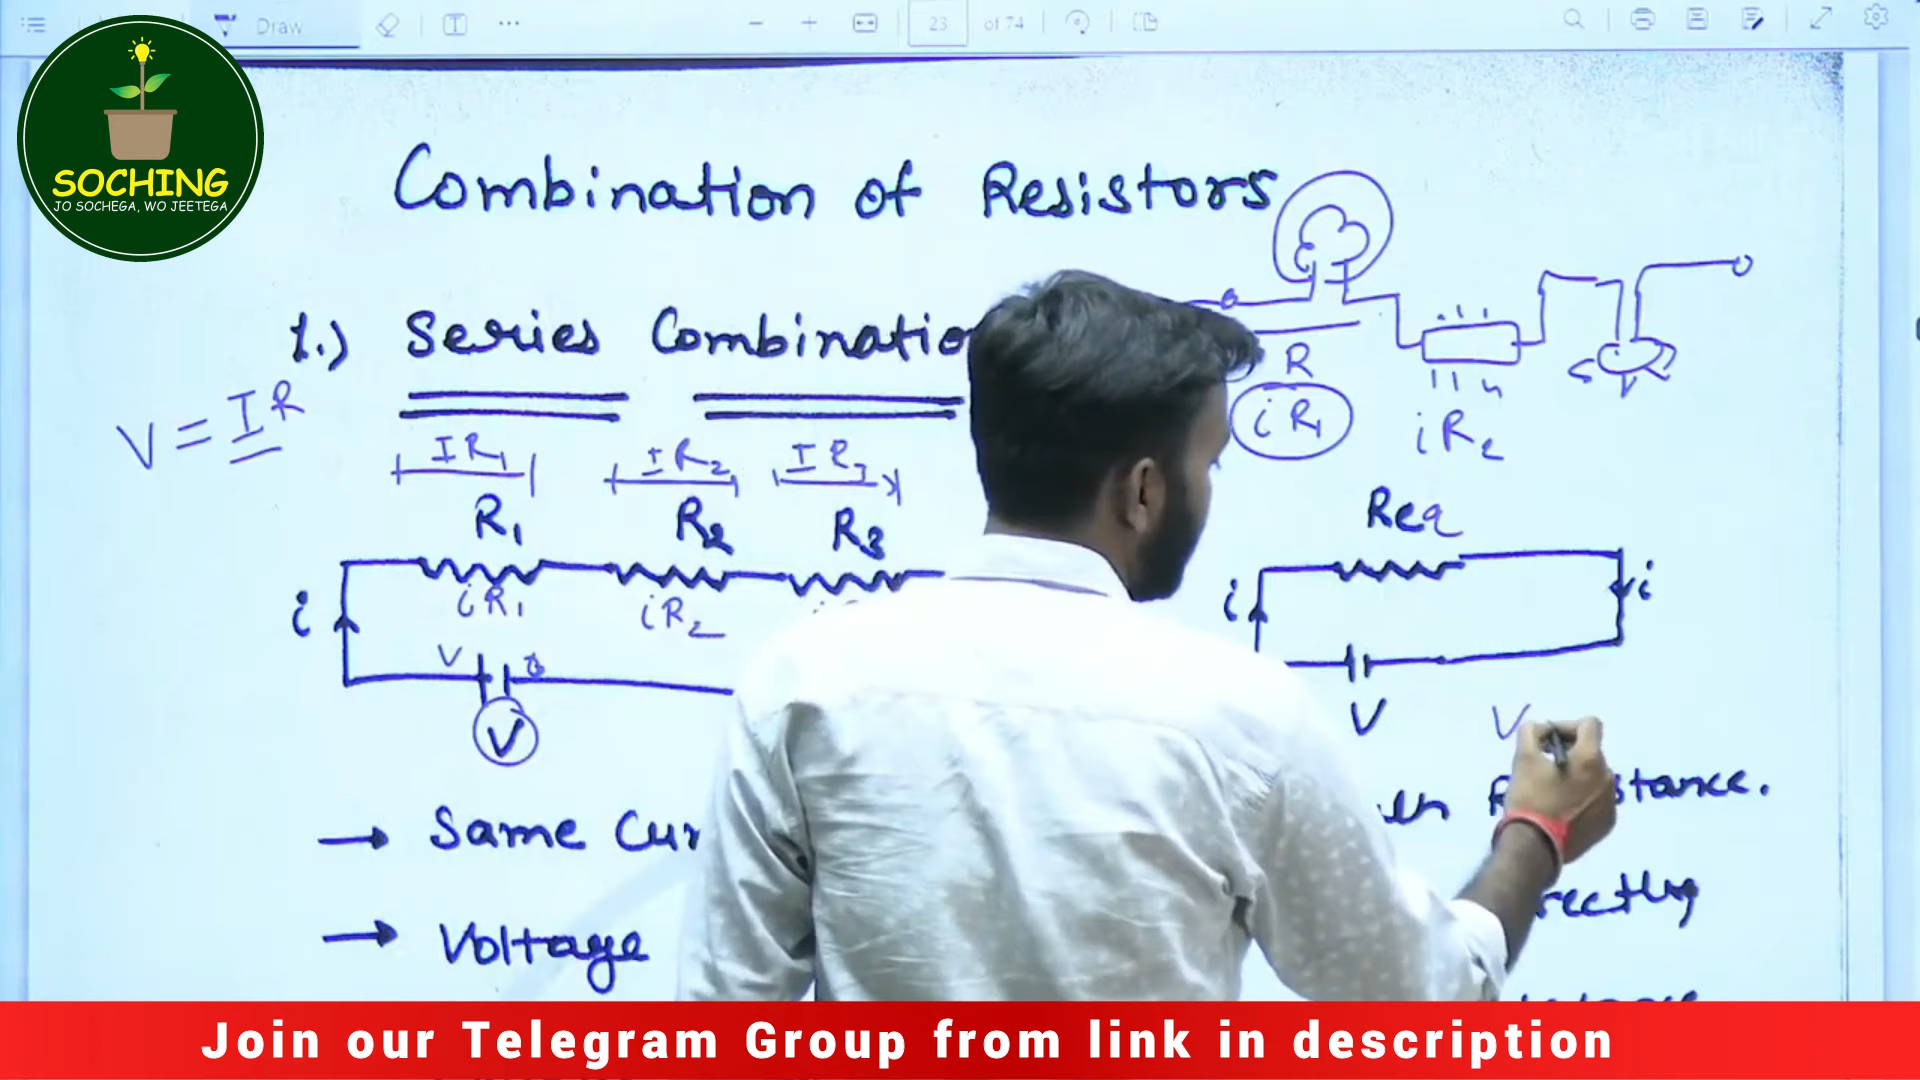 Draw
23 of 74
SOCHING
JO SOCHEGA, WO JEETEGA
Combination of Resistors
1.) Series Combinatio
V = IR
IR1 IR2 IR3
R
iR1 iR2
R1 R2 R3
Req
i
iR1 iR2
i i
V
V
V V
→ Same Cur
stance.
→ Voltage
rectly
Join our Telegram Group from link in description